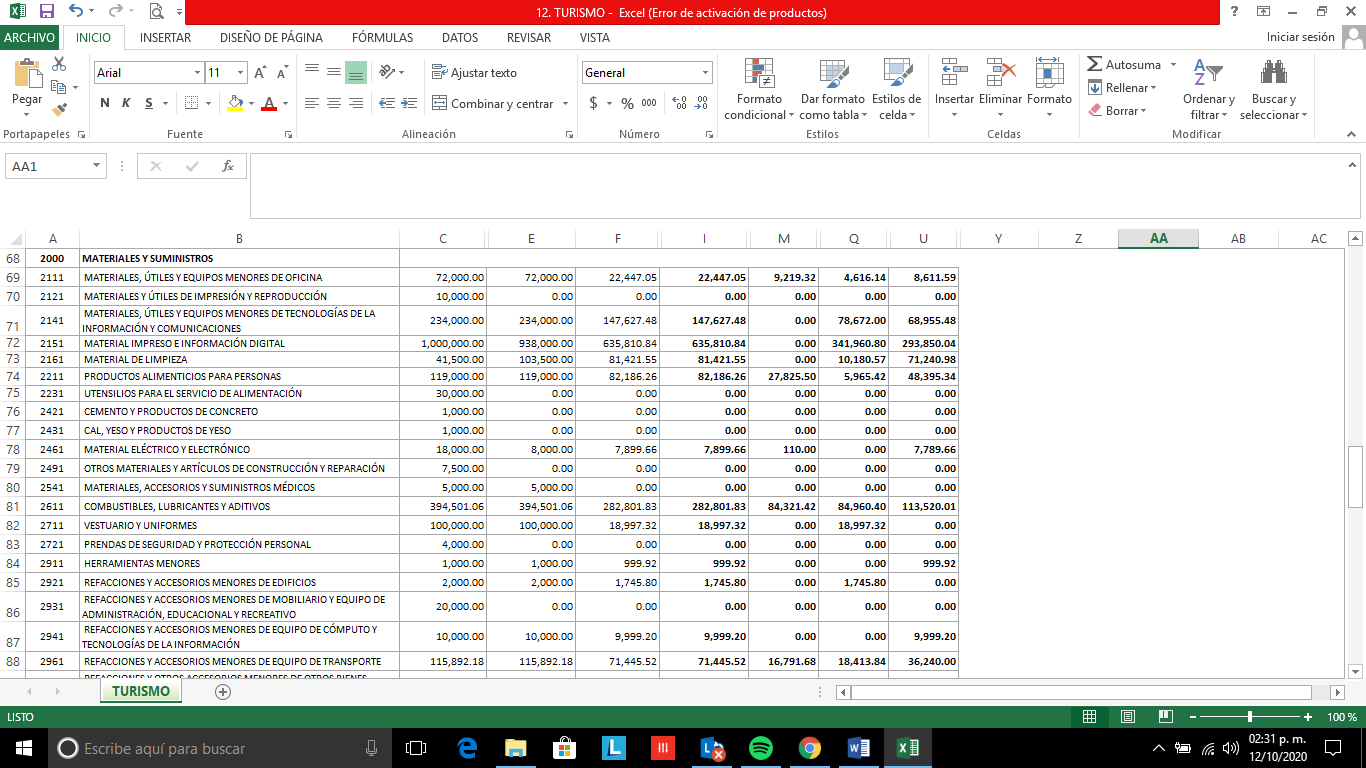 12. TURISMO - Excel (Error de activación de productos)
ARCHIVO INICIO INSERTAR DISEÑO DE PÁGINA FÓRMULAS DATOS REVISAR VISTA Iniciar sesión
Pegar Arial 11 Ajustar texto General Formato condicional Dar formato como tabla Estilos de celda Insertar Eliminar Formato Autosuma Rellenar Borrar Ordenar y filtrar Buscar y seleccionar
N K S Combinar y centrar $ % 000
Portapapeles Fuente Alineación Número Estilos Celdas Modificar
AA1 fx
A B C E F I M Q U Y Z AA AB AC
68 2000 MATERIALES Y SUMINISTROS
69 2111 MATERIALES, ÚTILES Y EQUIPOS MENORES DE OFICINA 72,000.00 72,000.00 22,447.05 22,447.05 9,219.32 4,616.14 8,611.59
70 2121 MATERIALES Y ÚTILES DE IMPRESIÓN Y REPRODUCCIÓN 10,000.00 0.00 0.00 0.00 0.00 0.00 0.00
71 2141 MATERIALES, ÚTILES Y EQUIPOS MENORES DE TECNOLOGÍAS DE LA
INFORMACIÓN Y COMUNICACIONES 234,000.00 234,000.00 147,627.48 147,627.48 0.00 78,672.00 68,955.48
72 2151 MATERIAL IMPRESO E INFORMACIÓN DIGITAL 1,000,000.00 938,000.00 635,810.84 635,810.84 0.00 341,960.80 293,850.04
73 2161 MATERIAL DE LIMPIEZA 41,500.00 103,500.00 81,421.55 81,421.55 0.00 10,180.57 71,240.98
74 2211 PRODUCTOS ALIMENTICIOS PARA PERSONAS 119,000.00 119,000.00 82,186.26 82,186.26 27,825.50 5,965.42 48,395.34
75 2231 UTENSILIOS PARA EL SERVICIO DE ALIMENTACIÓN 30,000.00 0.00 0.00 0.00 0.00 0.00 0.00
76 2421 CEMENTO Y PRODUCTOS DE CONCRETO 1,000.00 0.00 0.00 0.00 0.00 0.00 0.00
77 2431 CAL, YESO Y PRODUCTOS DE YESO 1,000.00 0.00 0.00 0.00 0.00 0.00 0.00
78 2461 MATERIAL ELÉCTRICO Y ELECTRÓNICO 18,000.00 8,000.00 7,899.66 7,899.66 110.00 0.00 7,789.66
79 2491 OTROS MATERIALES Y ARTÍCULOS DE CONSTRUCCIÓN Y REPARACIÓN 7,500.00 0.00 0.00 0.00 0.00 0.00 0.00
80 2541 MATERIALES, ACCESORIOS Y SUMINISTROS MÉDICOS 5,000.00 5,000.00 0.00 0.00 0.00 0.00 0.00
81 2611 COMBUSTIBLES, LUBRICANTES Y ADITIVOS 394,501.06 394,501.06 282,801.83 282,801.83 84,321.42 84,960.40 113,520.01
82 2711 VESTUARIO Y UNIFORMES 100,000.00 100,000.00 18,997.32 18,997.32 0.00 18,997.32 0.00
83 2721 PRENDAS DE SEGURIDAD Y PROTECCIÓN PERSONAL 4,000.00 0.00 0.00 0.00 0.00 0.00 0.00
84 2911 HERRAMIENTAS MENORES 1,000.00 1,000.00 999.92 999.92 0.00 0.00 999.92
85 2921 REFACCIONES Y ACCESORIOS MENORES DE EDIFICIOS 2,000.00 2,000.00 1,745.80 1,745.80 0.00 1,745.80 0.00
86 2931 REFACCIONES Y ACCESORIOS MENORES DE MOBILIARIO Y EQUIPO DE
ADMINISTRACIÓN, EDUCACIONAL Y RECREATIVO 20,000.00 0.00 0.00 0.00 0.00 0.00 0.00
87 2941 REFACCIONES Y ACCESORIOS MENORES DE EQUIPO DE CÓMPUTO Y
TECNOLOGÍAS DE LA INFORMACIÓN 10,000.00 10,000.00 9,999.20 9,999.20 0.00 0.00 9,999.20
88 2961 REFACCIONES Y ACCESORIOS MENORES DE EQUIPO DE TRANSPORTE 115,892.18 115,892.18 71,445.52 71,445.52 16,791.68 18,413.84 36,240.00
REFACCIONES Y OTROS ACCESORIOS MENORES DE OTROS BIENES
TURISMO
LISTO 100 %
Escribe aquí para buscar
02:31 p. m.
12/10/2020